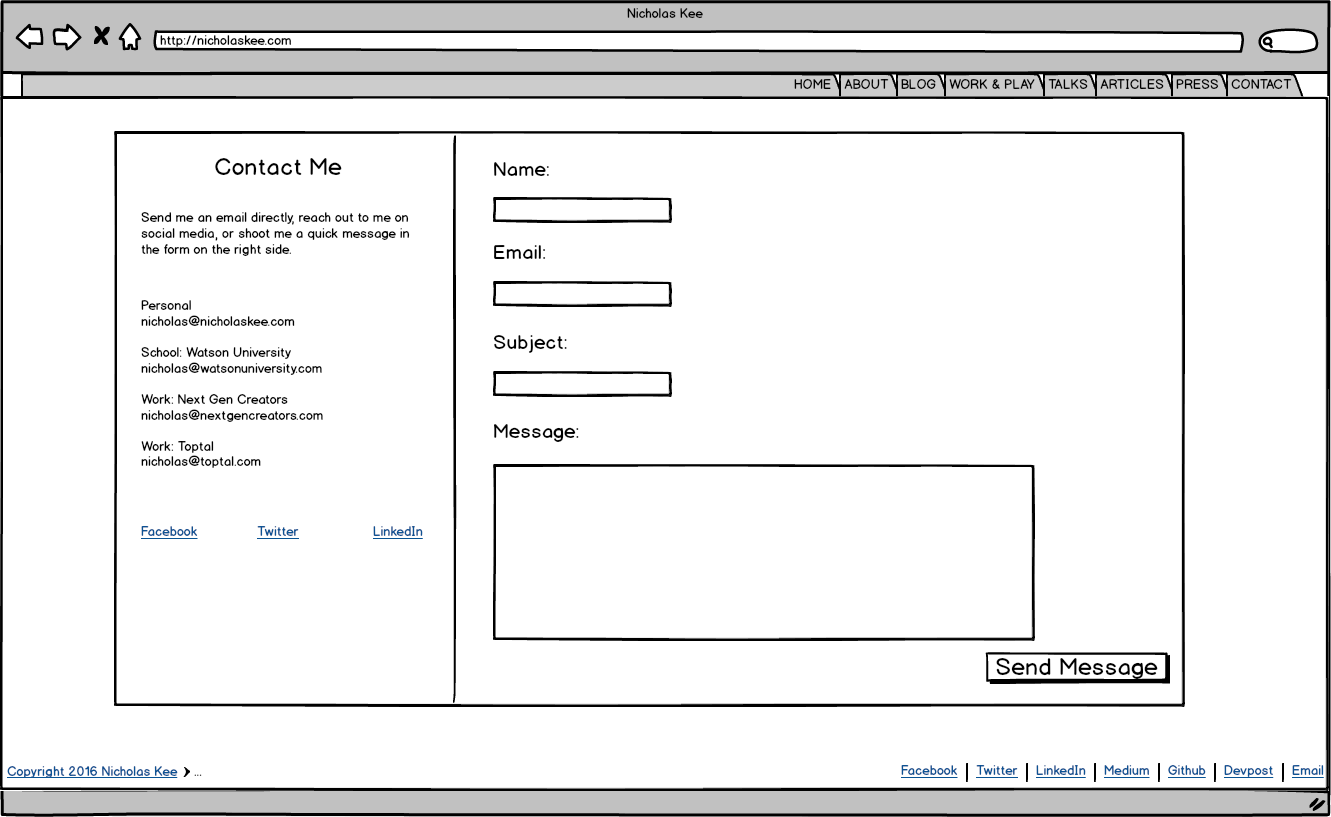 Nicholas Kee
http://nicholaskee.com
HOME ABOUT BLOG WORK & PLAY TALKS ARTICLES PRESS CONTACT
Contact Me
Send me an email directly, reach out to me on
social media, or shoot me a quick message in
the form on the right side.
Personal
nicholas@nicholaskee.com
School: Watson University
nicholas@watsonuniversity.com
Work: Next Gen Creators
nicholas@nextgencreators.com
Work: Toptal
nicholas@toptal.com
Facebook Twitter LinkedIn
Name:
Email:
Subject:
Message:
Send Message
Copyright 2016 Nicholas Kee ...
Facebook Twitter LinkedIn Medium Github Devpost Email